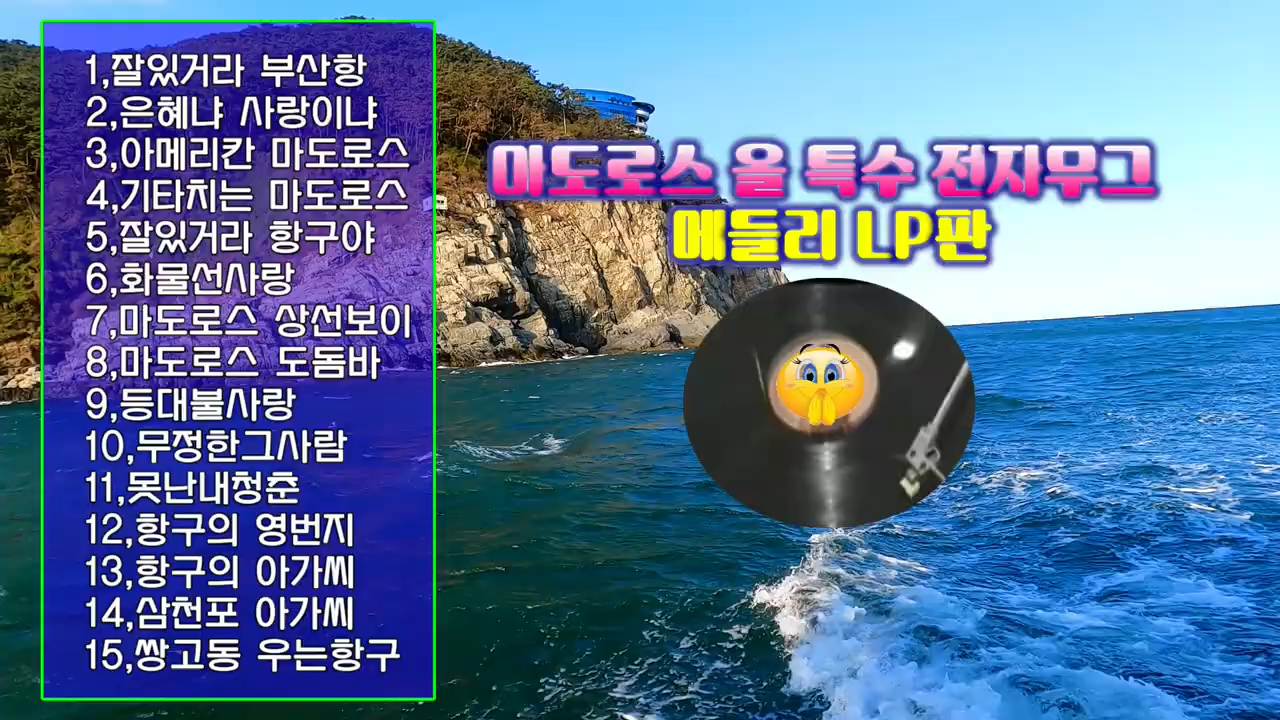 1,잘있거라 부산항
2,은혜냐 사랑이냐
3,아메리칸 마도로스
4,기타치는 마도로스
5,잘있거라 항구야
6,화물선사랑
7,마도로스 상선보이
8,마도로스 도돔바
9,등대불사랑
10,무정한그사람
11,못난내청춘
12,항구의 영번지
13,항구의 아가씨
14,삼천포 아가씨
15,쌍고동 우는항구
마도로스 올 특수 전자무그
메들리 LP판